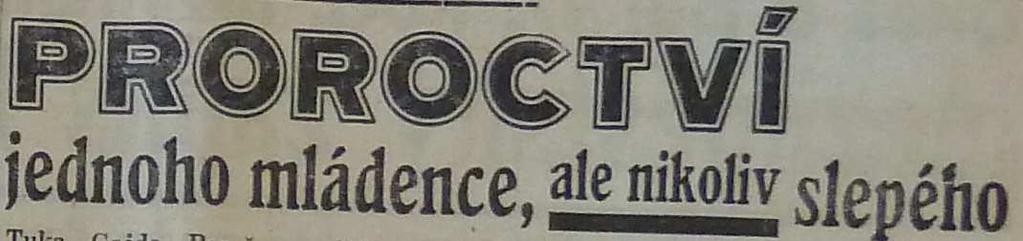 PROROCTVÍ
jednoho mládence, ale nikoliv slepého